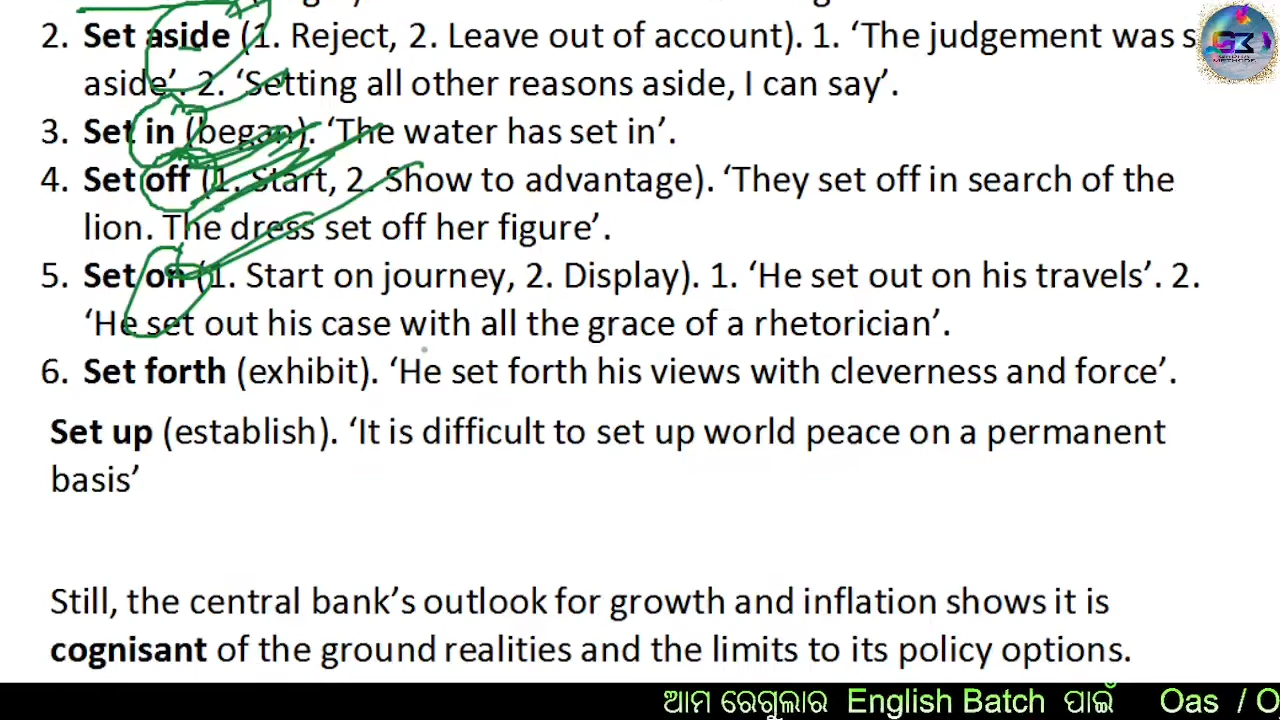 2. Set aside (1. Reject, 2. Leave out of account). 1. ‘The judgement was s
aside’. 2. ‘Setting all other reasons aside, I can say’.
3. Set in (began). ‘The water has set in’.
4. Set off (1. Start, 2. Show to advantage). ‘They set off in search of the
lion. The dress set off her figure’.
5. Set on (1. Start on journey, 2. Display). 1. ‘He set out on his travels’. 2.
‘He set out his case with all the grace of a rhetorician’.
6. Set forth (exhibit). ‘He set forth his views with cleverness and force’.
Set up (establish). ‘It is difficult to set up world peace on a permanent
basis’
Still, the central bank’s outlook for growth and inflation shows it is
cognisant of the ground realities and the limits to its policy options.
ଆମ ରେଗୁଲାର English Batch ପାଇଁ Oas / O